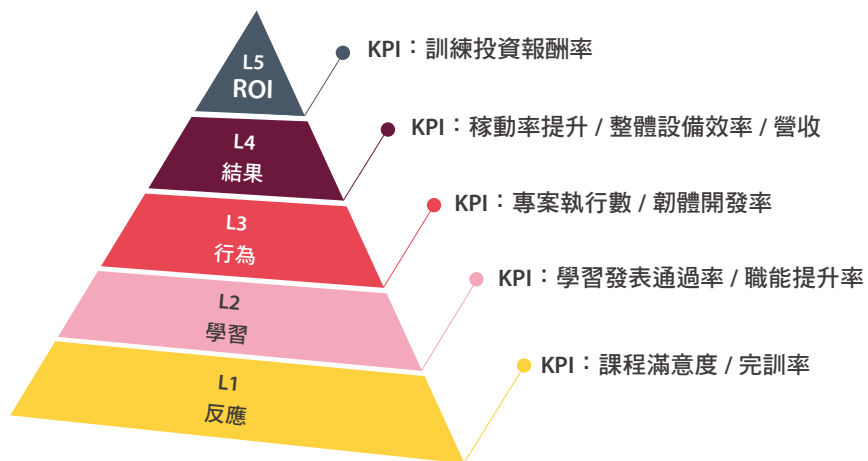 L5
ROI
KPI：訓練投資報酬率
L4
結果
KPI：稼動率提升 / 整體設備效率 / 營收
L3
行為
KPI：專案執行數 / 韌體開發率
L2
學習
KPI：學習發表通過率 / 職能提升率
L1
反應
KPI：課程滿意度 / 完訓率